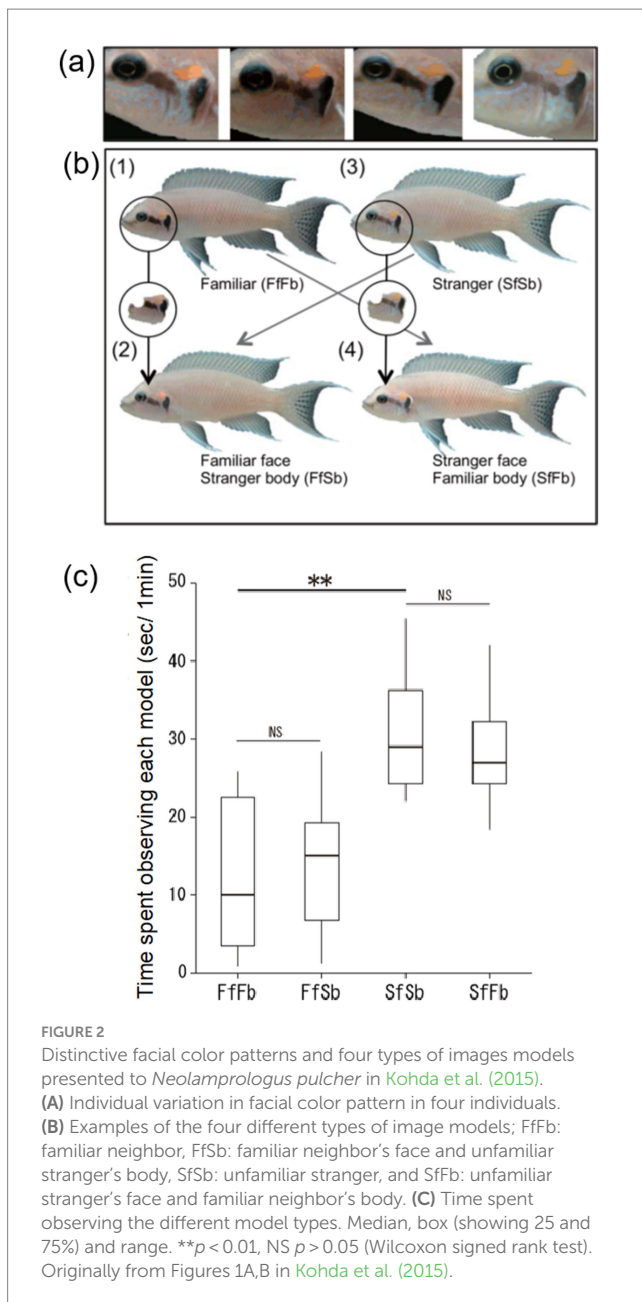 (a)
(b)
(1)
(3)
Familiar (FfFb)
Stranger (SfSb)
(2)
(4)
Familiar face
Stranger body (FfSb)
Stranger face
Familiar body (SfFb)
(c)
Time spent observing each model (sec/ 1min)
50
40
30
20
10
0
**
NS
NS
FfFb
FfSb
SfSb
SfFb
FIGURE 2
Distinctive facial color patterns and four types of images models
presented to Neolamprologus pulcher in Kohda et al. (2015).
(A) Individual variation in facial color pattern in four individuals.
(B) Examples of the four different types of image models; FfFb:
familiar neighbor, FfSb: familiar neighbor's face and unfamiliar
stranger's body, SfSb: unfamiliar stranger, and SfFb: unfamiliar
stranger's face and familiar neighbor's body. (C) Time spent
observing the different model types. Median, box (showing 25 and
75%) and range. **p < 0.01, NS p > 0.05 (Wilcoxon signed rank test).
Originally from Figures 1A,B in Kohda et al. (2015).